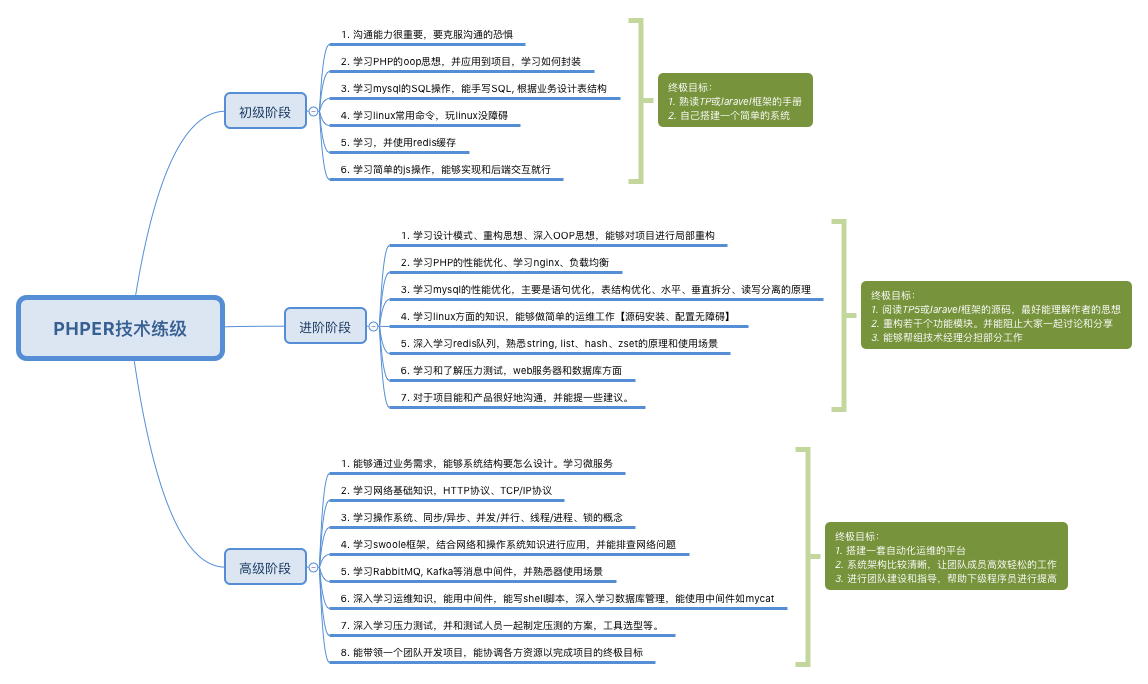 PHPER技术练级
初级阶段
1. 沟通能力很重要，要克服沟通的恐惧
2. 学习PHP的oop思想，并应用到项目，学习如何封装
3. 学习mysql的SQL操作，能手写SQL, 根据业务设计表结构
4. 学习linux常用命令，玩linux没障碍
5. 学习，并使用redis缓存
6. 学习简单的js操作，能够实现和后端交互就行
终极目标：
1. 熟读TP或laravel框架的手册
2. 自己搭建一个简单的系统
进阶阶段
1. 学习设计模式、重构思想、深入OOP思想，能够对项目进行局部重构
2. 学习PHP的性能优化、学习nginx、负载均衡
3. 学习mysql的性能优化，主要是语句优化，表结构优化、水平、垂直拆分、读写分离的原理
4. 学习linux方面的知识，能够做简单的运维工作【源码安装、配置无障碍】
5. 深入学习redis队列，熟悉string, list、hash、zset的原理和使用场景
6. 学习和了解压力测试，web服务器和数据库方面
7. 对于项目能和产品很好地沟通，并能提一些建议。
终极目标：
1. 阅读TP5或laravel框架的源码，最好能理解作者的思想
2. 重构若干个功能模块。并能阻止大家一起讨论和分享
3. 能够帮组技术经理分担部分工作
高级阶段
1. 能够通过业务需求，能够系统结构要怎么设计。学习微服务
2. 学习网络基础知识，HTTP协议、TCP/IP协议
3. 学习操作系统、同步/异步、并发/并行、线程/进程、锁的概念
4. 学习swoole框架，结合网络和操作系统知识进行应用，并能排查网络问题
5. 学习RabbitMQ, Kafka等消息中间件，并熟悉器使用场景
6. 深入学习运维知识，能用中间件，能写shell脚本，深入学习数据库管理，能使用中间件如mycat
7. 深入学习压力测试，并和测试人员一起制定压测的方案，工具选型等。
8. 能带领一个团队开发项目，能协调各方资源以完成项目的终极目标
终极目标：
1. 搭建一套自动化运维的平台
2. 系统架构比较清晰，让团队成员高效轻松的工作
3. 进行团队建设和指导，帮助下级程序员进行提高